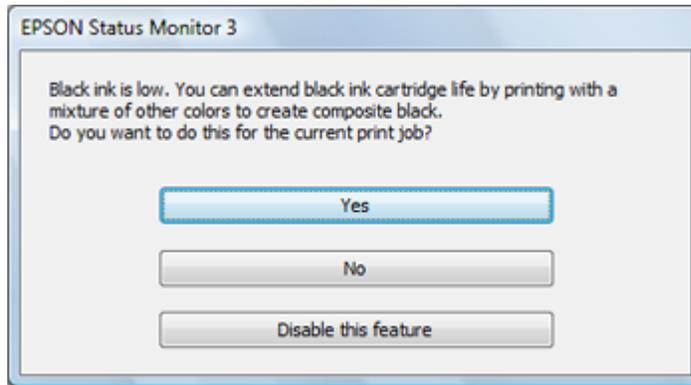 EPSON Status Monitor 3
Black ink is low. You can extend black ink cartridge life by printing with a
mixture of other colors to create composite black.
Do you want to do this for the current print job?
Yes
No
Disable this feature